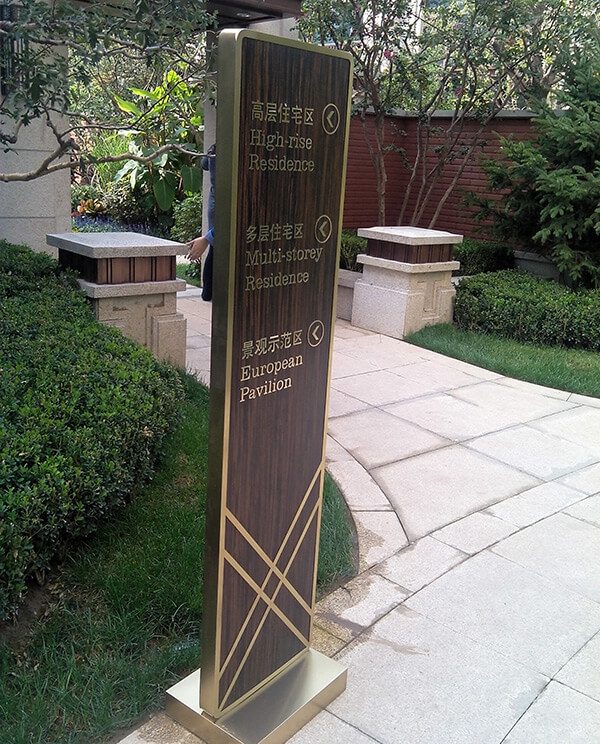 高层住宅区
High-rise
Residence
多层住宅区
Multi-storey
Residence
景观示范区
European
Pavilion